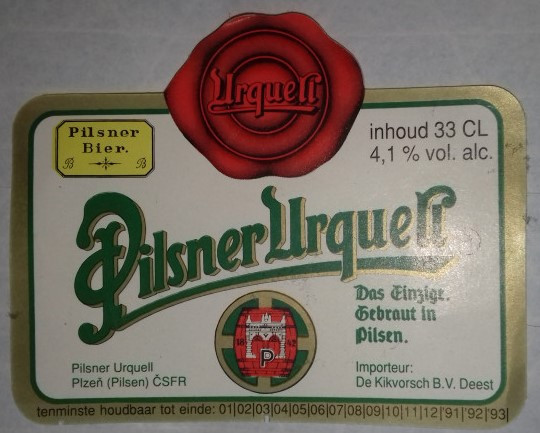 Urquell
Pilsner
Bier.
B B
inhoud 33 CL
4,1 % vol. alc.
Pilsner Urquell
Das Einzige.
Gebraut in
Pilsen.
P
Pilsner Urquell
Plzeň (Pilsen) ČSFR
Importeur:
De Kikvorsch B.V. Deest
tenminste houdbaar tot einde: 01|02|03|04|05|06|07|08|09|10|11|12|'91|'92|'93|